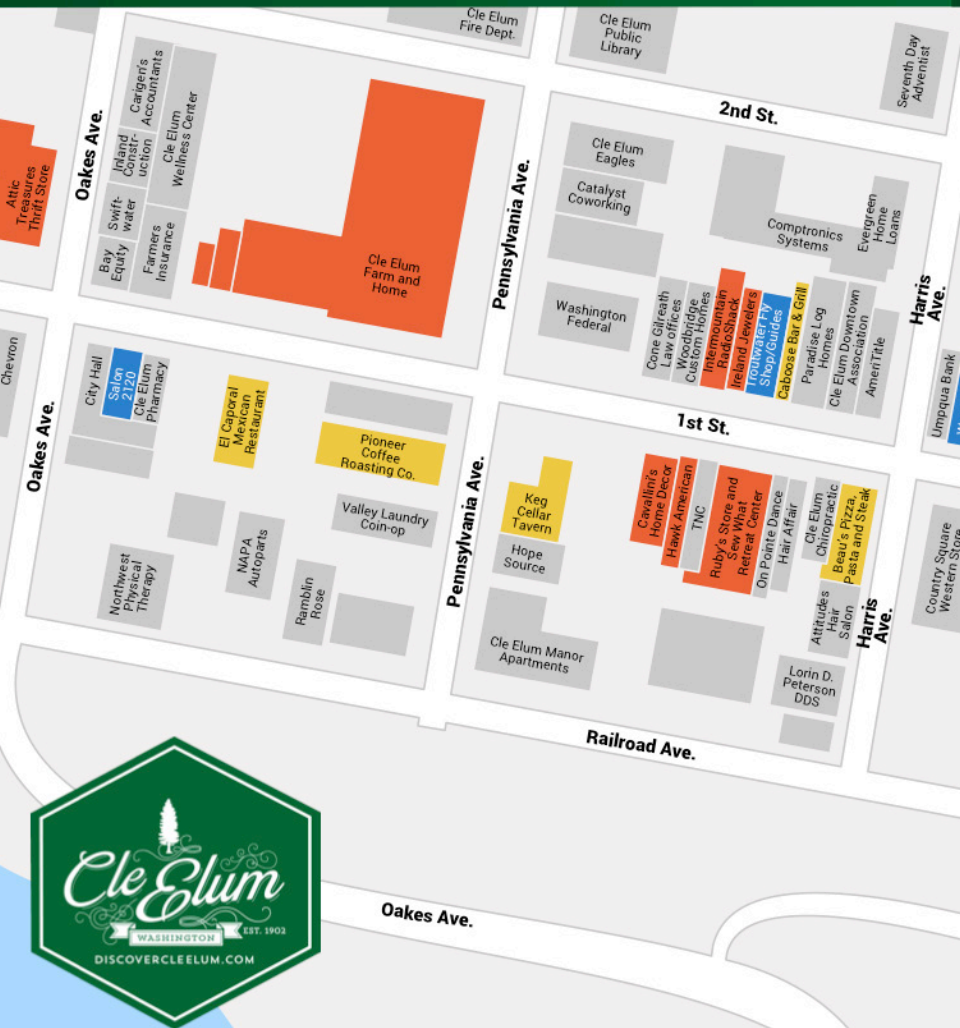 Cle Elum
Fire Dept.
Cle Elum
Public
Library
Seventh Day
Adventist
2nd St.
Oakes Ave.
Carigen's
Accountants
Inland
Constr-
uction
Swift-
water
Bay
Equity
Cle Elum
Wellness Center
Farmers
Insurance
Attic
Treasures
Thrift Store
Cle Elum
Farm and
Home
Pennsylvania Ave.
Cle Elum
Eagles
Catalyst
Coworking
Washington
Federal
Comptronics
Systems
Evergreen
Home
Loans
Cone Gilreath
Law offices
Woodbridge
Custom Homes
Intermountain
RadioShack
Ireland Jewelers
Troutwater Fly
Shop/Guides
Caboose Bar & Grill
Paradise Log
Homes
Cle Elum Downtown
Association
AmeriTitle
Harris
Ave.
Umpqua Bank
Chevron
City Hall
Salon
2120
Cle Elum
Pharmacy
El Caporal
Mexican
Restaurant
Pioneer
Coffee
Roasting Co.
1st St.
Oakes Ave.
Valley Laundry
Coin-op
Northwest
Physical
Therapy
NAPA
Autoparts
Ramblin
Rose
Pennsylvania Ave.
Keg
Cellar
Tavern
Hope
Source
Cle Elum Manor
Apartments
Cavallini's
Home Decor
Hawk American
TNC
Ruby's Store and
Sew What
Retreat Center
On Pointe Dance
Hair Affair
Cle Elum
Chiropractic
Beau's Pizza,
Pasta and Steak
Attitudes
Hair
Salon
Lorin D.
Peterson
DDS
Harris
Ave.
Country Square
Western Store
Railroad Ave.
Oakes Ave.
Cle Elum
WASHINGTON
EST. 1902
DISCOVERCLEELUM.COM